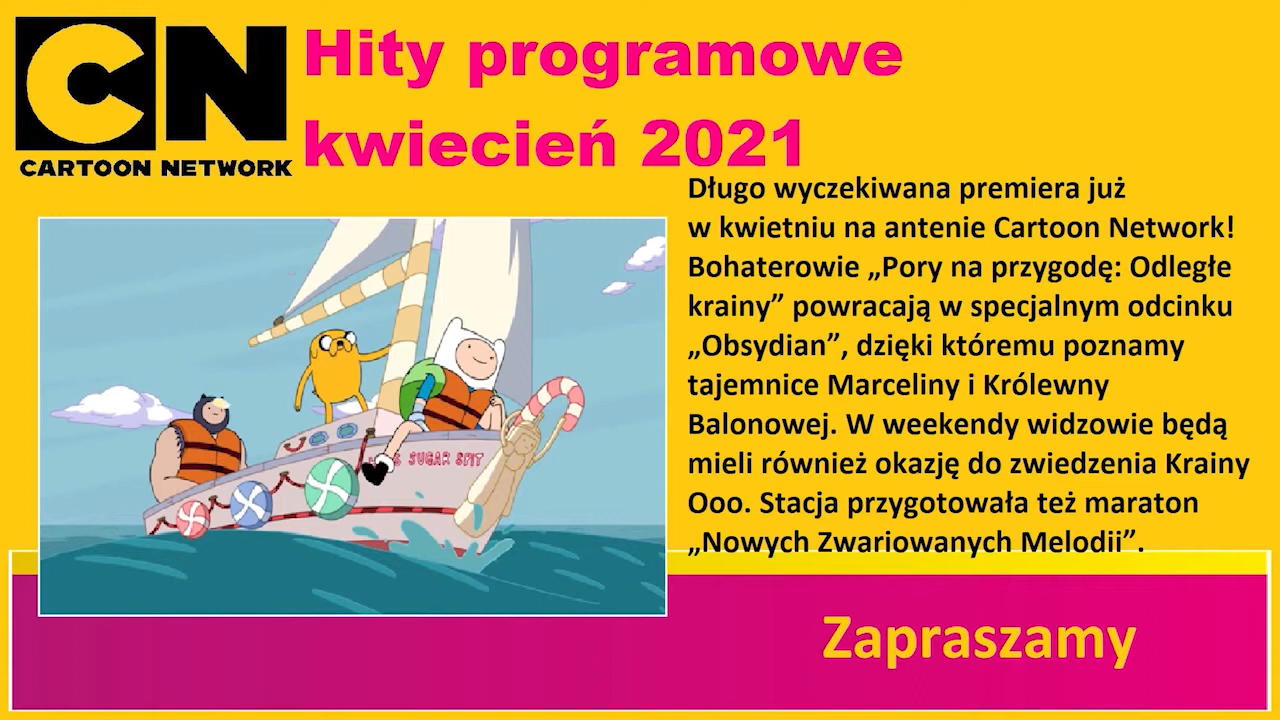 CN
CARTOON NETWORK
Hity programowe
kwiecień 2021
Długo wyczekiwana premiera już
w kwietniu na antenie Cartoon Network!
Bohaterowie „Pory na przygodę: Odległe
krainy” powracają w specjalnym odcinku
„Obsydian”, dzięki któremu poznamy
tajemnice Marceliny i Królewny
Balonowej. W weekendy widzowie będą
mieli również okazję do zwiedzenia Krainy
Ooo. Stacja przygotowała też maraton
„Nowych Zwariowanych Melodii”.
SUGAR SPIT
Zapraszamy